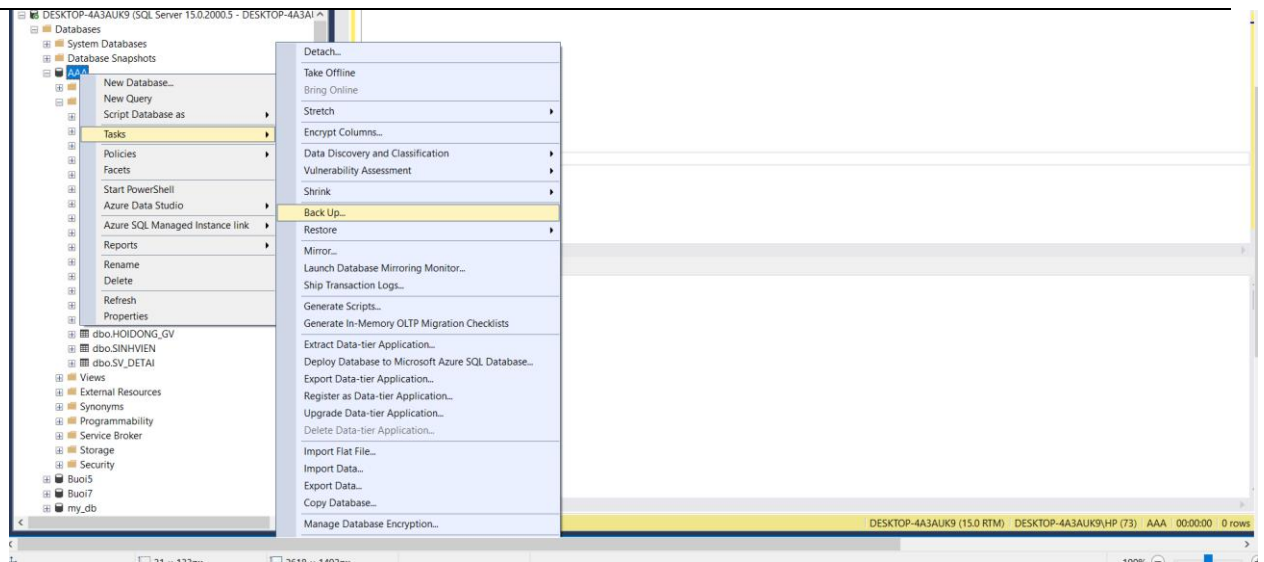 DESKTOP-4A3AUK9 (SQL Server 15.0.2000.5 - DESKTOP-4A3AU
Databases
System Databases
Database Snapshots
AAA
New Database...
New Query
Script Database as
Tasks
Policies
Facets
Start PowerShell
Azure Data Studio
Azure SQL Managed Instance link
Reports
Rename
Delete
Refresh
Properties
Detach...
Take Offline
Bring Online
Stretch
Encrypt Columns...
Data Discovery and Classification
Vulnerability Assessment
Shrink
Back Up...
Restore
Mirror...
Launch Database Mirroring Monitor...
Ship Transaction Logs...
Generate Scripts...
Generate In-Memory OLTP Migration Checklists
Extract Data-tier Application...
Deploy Database to Microsoft Azure SQL Database...
Export Data-tier Application...
Register as Data-tier Application...
Upgrade Data-tier Application...
Delete Data-tier Application...
Import Flat File...
Import Data...
Export Data...
Copy Database...
Manage Database Encryption...
dbo.HOIDONG_GV
dbo.SINHVIEN
dbo.SV_DETAI
Views
External Resources
Synonyms
Programmability
Service Broker
Storage
Security
Buoi5
Buoi7
my_db
DESKTOP-4A3AUK9 (15.0 RTM) DESKTOP-4A3AUK9\HP (73) AAA 00:00:00 0 rows